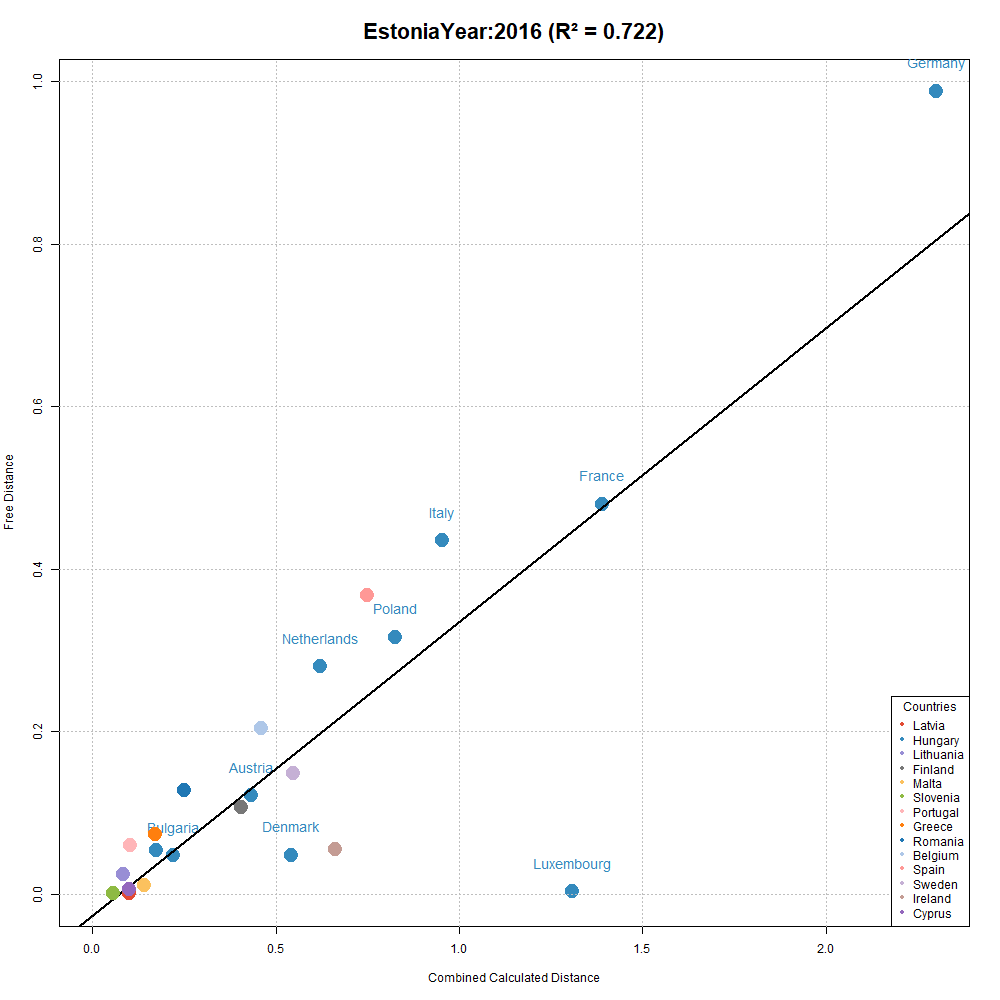 EstoniaYear:2016 (R² = 0.722)
Germany
1.0
0.8
0.6
France
Italy
Free Distance
0.4
Poland
Netherlands
0.2
Austria
Bulgaria
Denmark
Luxembourg
0.0
Countries
Latvia
Hungary
Lithuania
Finland
Malta
Slovenia
Portugal
Greece
Romania
Belgium
Spain
Sweden
Ireland
Cyprus
0.0 0.5 1.0 1.5 2.0
Combined Calculated Distance